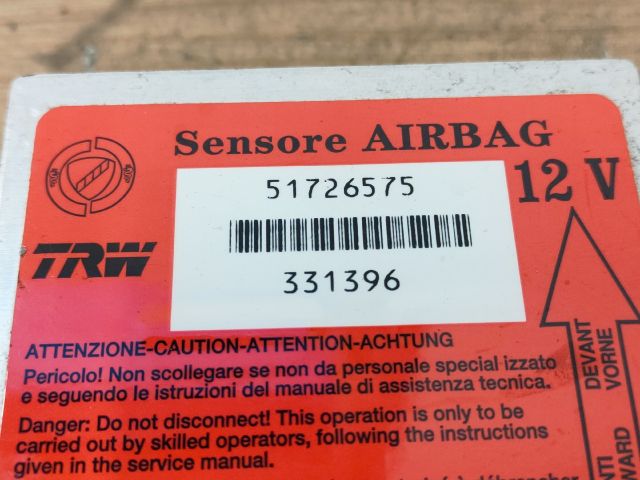 Sensore AIRBAG
51726575
12 V
TRW
331396
ATTENZIONE-CAUTION-ATTENTION-ACHTUNG
Pericolo! Non scollegare se non da personale special izzato
e seguendo le istruzioni del manuale di assistenza tecnica.
Danger: Do not disconnect! This operation is only to be
carried out by skilled operators, following the instructions
given in the service manual.
DEVANT
VORNE